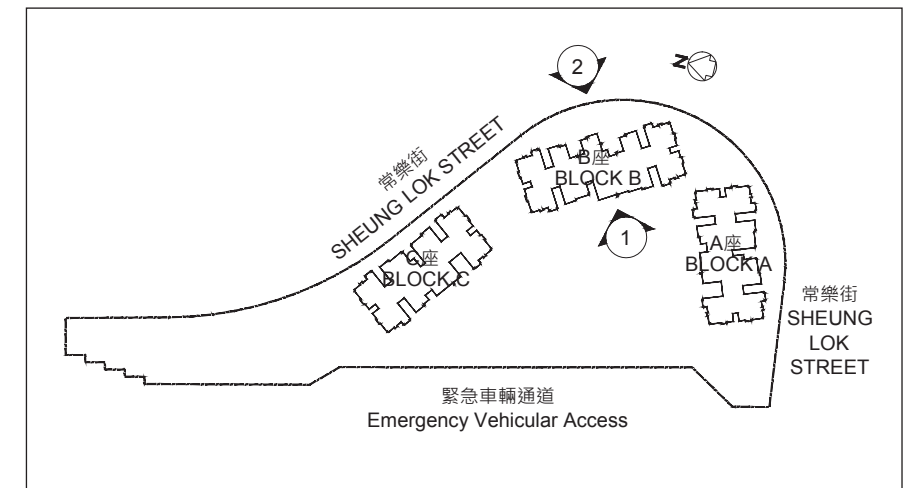 2
N
常樂街
SHEUNG LOK STREET
B座
BLOCK B
1
A座
BLOCK A
C座
BLOCK C
常樂街
SHEUNG
LOK
STREET
緊急車輛通道
Emergency Vehicular Access